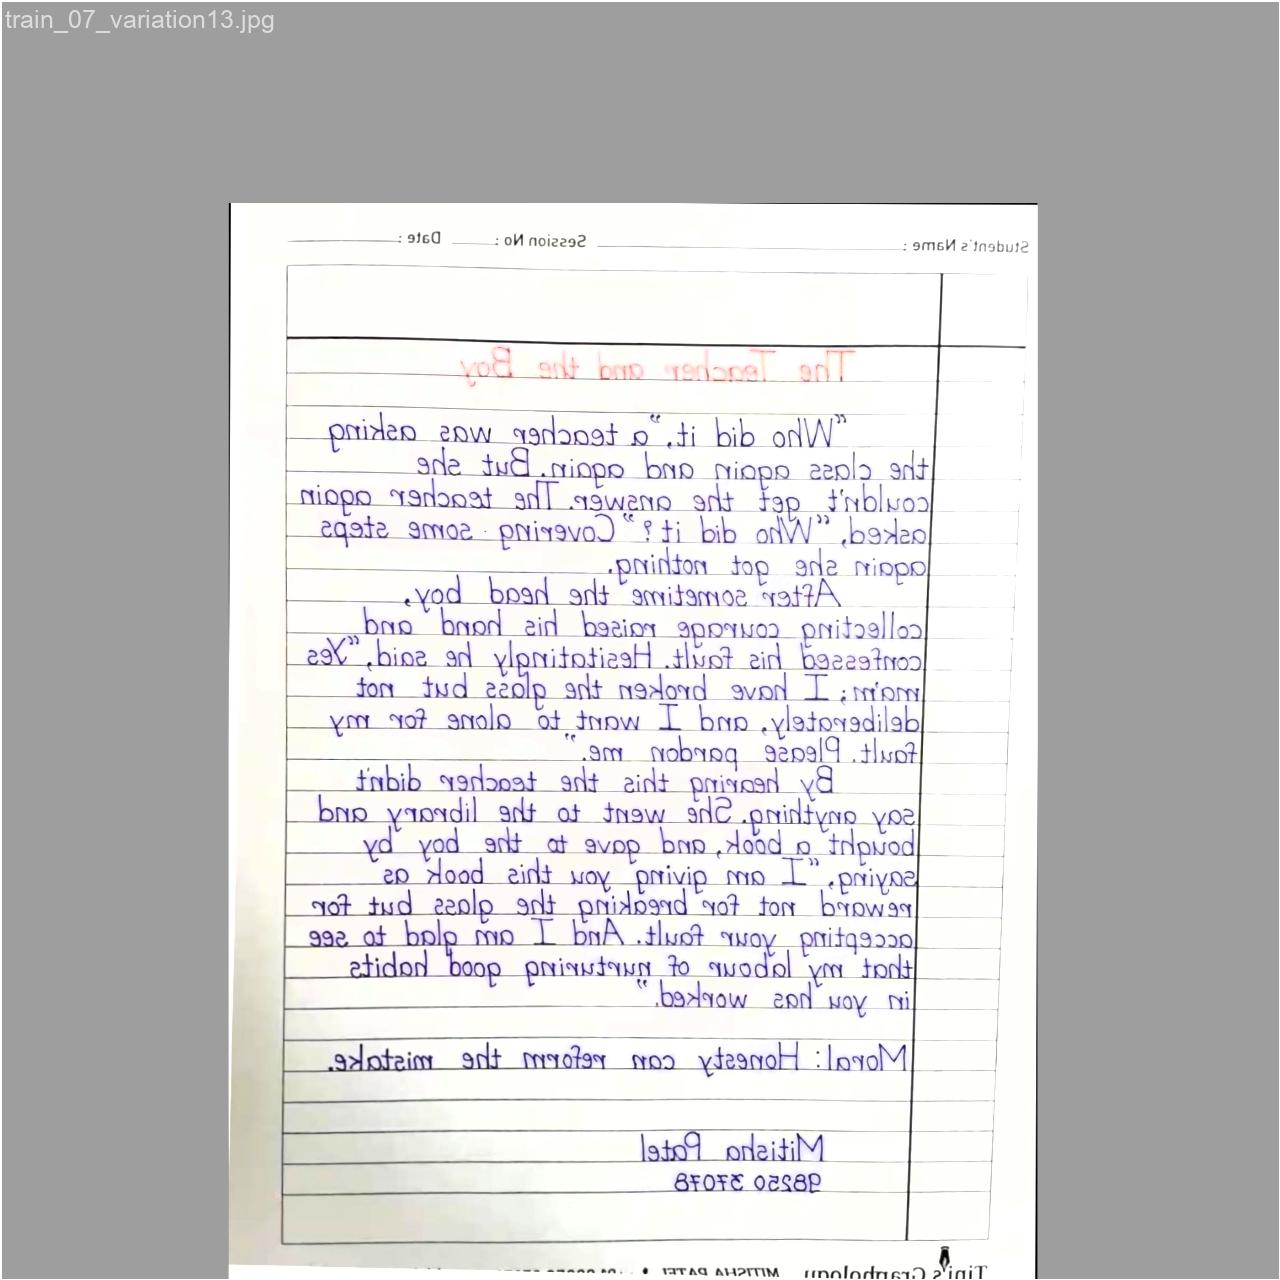 train_07_variation13.jpg
Student's Name : Session No : Date :
The Teacher and the Boy
"Who did it," a teacher was asking
the class again and again. But she
couldn't get the answer. The teacher again
asked, "Who did it?" Covering some steps
again she got nothing.
After sometime the head boy,
collecting courage raised his hand and
confessed his fault. Hesitatingly he said, "Yes
ma'm; I have broken the glass but not
deliberately, and I want to alone for my
fault. Please pardon me."
By hearing this the teacher didn't
say anything. She went to the library and
bought a book, and gave to the boy by
saying, "I am giving you this book as
reward not for breaking the glass but for
accepting your fault. And I am glad to see
that my labour of nurturing good habits
in you has worked."
Moral: Honesty can reform the mistake.
Mitisha Patel
98250 37078
Tini's Graphology MITISHA PATEL